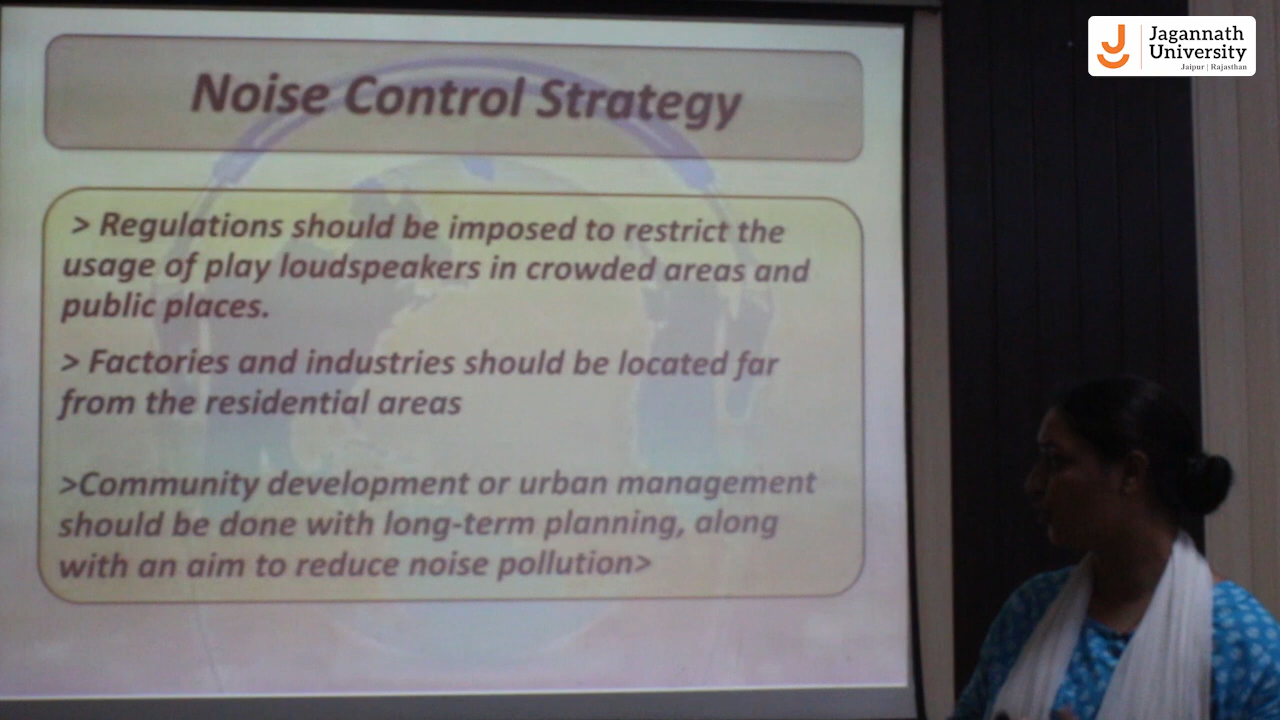 Jagannath
University
Jaipur | Rajasthan
Noise Control Strategy
> Regulations should be imposed to restrict the
usage of play loudspeakers in crowded areas and
public places.
> Factories and industries should be located far
from the residential areas
>Community development or urban management
should be done with long-term planning, along
with an aim to reduce noise pollution>